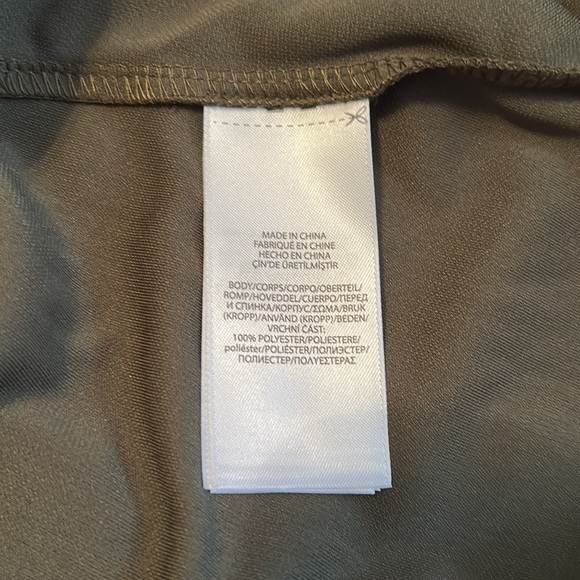 MADE IN CHINA
FABRIQUÉ EN CHINE
HECHO EN CHINA
ÇİN'DE ÜRETİLMİŞTİR
BODY/CORPS/CORPO/OBERTEIL/
ROMP/HOVEDDEL/CUERPO/ПЕРЕД
И СПИНКА/КОРПУС/ΣΩΜΑ/BRUK
(KROPP)/ANVÄND (KROPP)/BEDEN/
VRCHNÍ ČÁST:
100% POLYESTER/POLIESTERE/
poliéster/POLIÉSTER/ПОЛИЭСТЕР/
ПОЛИЕСТЕР/ΠΟΛΥΕΣΤΕΡΑΣ